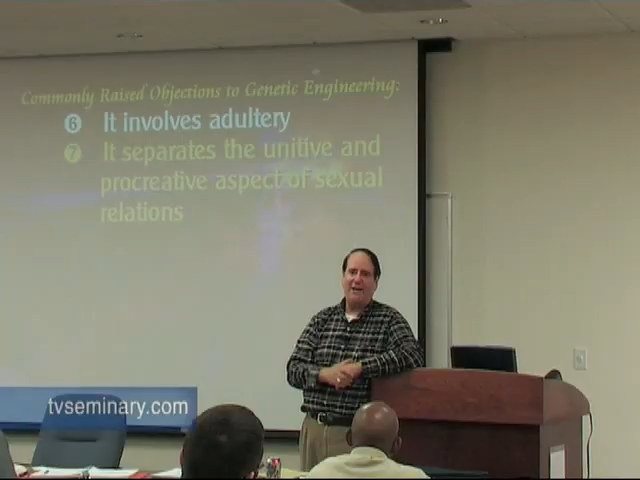 Commonly Raised Objections to Genetic Engineering:
6 It involves adultery
7 It separates the unitive and
procreative aspect of sexual
relations
tvseminary.com